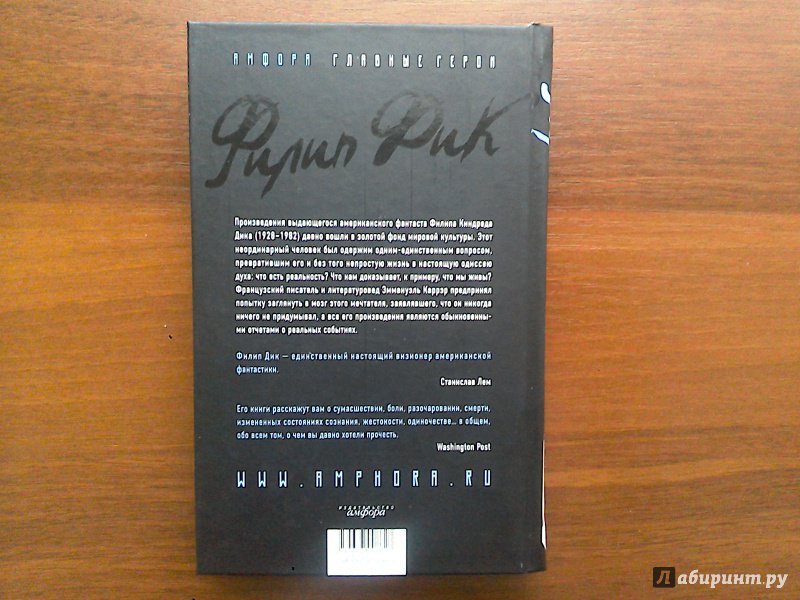 АМФОРА ГЛАВНЫЕ ГЕРОИ
Филип Дик
Произведения выдающегося американского фантаста Филипа Киндреда
Дика (1928–1982) давно вошли в золотой фонд мировой культуры. Этот
неординарный человек был одержим одним-единственным вопросом,
превратившим его и без того непростую жизнь в настоящую одиссею
духа: что есть реальность? Что нам доказывает, к примеру, что мы живы?
Французский писатель и литературовед Эммануэль Каррэр предпринял
попытку заглянуть в мозг этого мечтателя, заявлявшего, что он никогда
ничего не придумывал, а все его произведения являются обыкновенны-
ми отчетами о реальных событиях.
Филип Дик — единственный настоящий визионер американской
фантастики.
Станислав Лем
Его книги расскажут вам о сумасшествии, боли, разочаровании, смерти,
измененных состояниях сознания, жестокости, одиночестве... в общем,
обо всем том, о чем вы давно хотели прочесть.
Washington Post
WWW.AMPHORA.RU
ИЗДАТЕЛЬСТВО
амфора
Лабиринт.ру